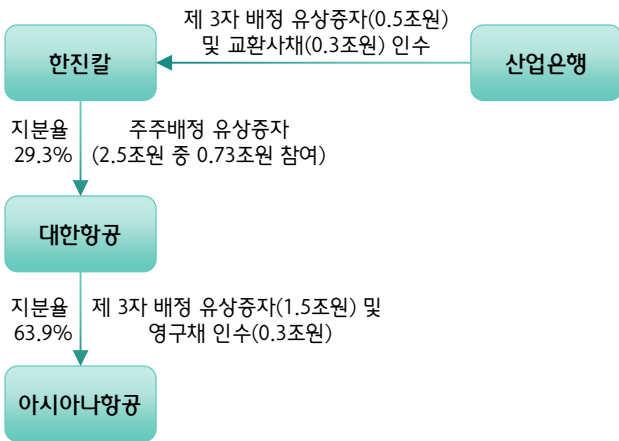 제 3자 배정 유상증자(0.5조원)
및 교환사채(0.3조원) 인수
한진칼
산업은행
지분율
29.3%
주주배정 유상증자
(2.5조원 중 0.73조원 참여)
대한항공
지분율
63.9%
제 3자 배정 유상증자(1.5조원) 및
영구채 인수(0.3조원)
아시아나항공